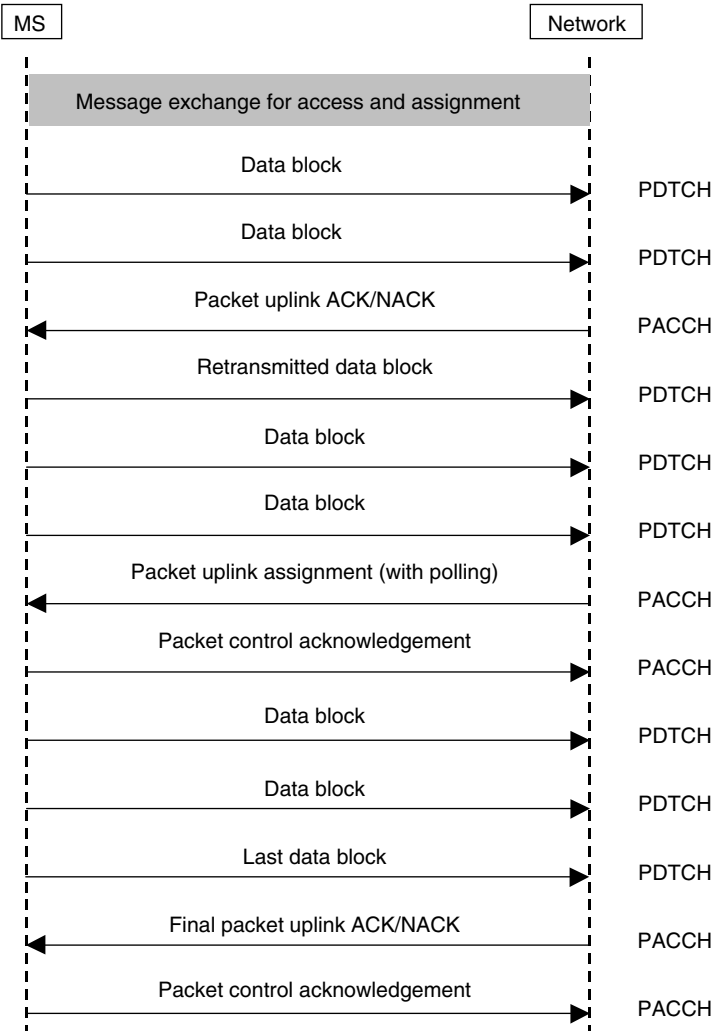 MS Network
Message exchange for access and assignment
Data block
PDTCH
Data block
PDTCH
Packet uplink ACK/NACK
PACCH
Retransmitted data block
PDTCH
Data block
PDTCH
Data block
PDTCH
Packet uplink assignment (with polling)
PACCH
Packet control acknowledgement
PACCH
Data block
PDTCH
Data block
PDTCH
Last data block
PDTCH
Final packet uplink ACK/NACK
PACCH
Packet control acknowledgement
PACCH